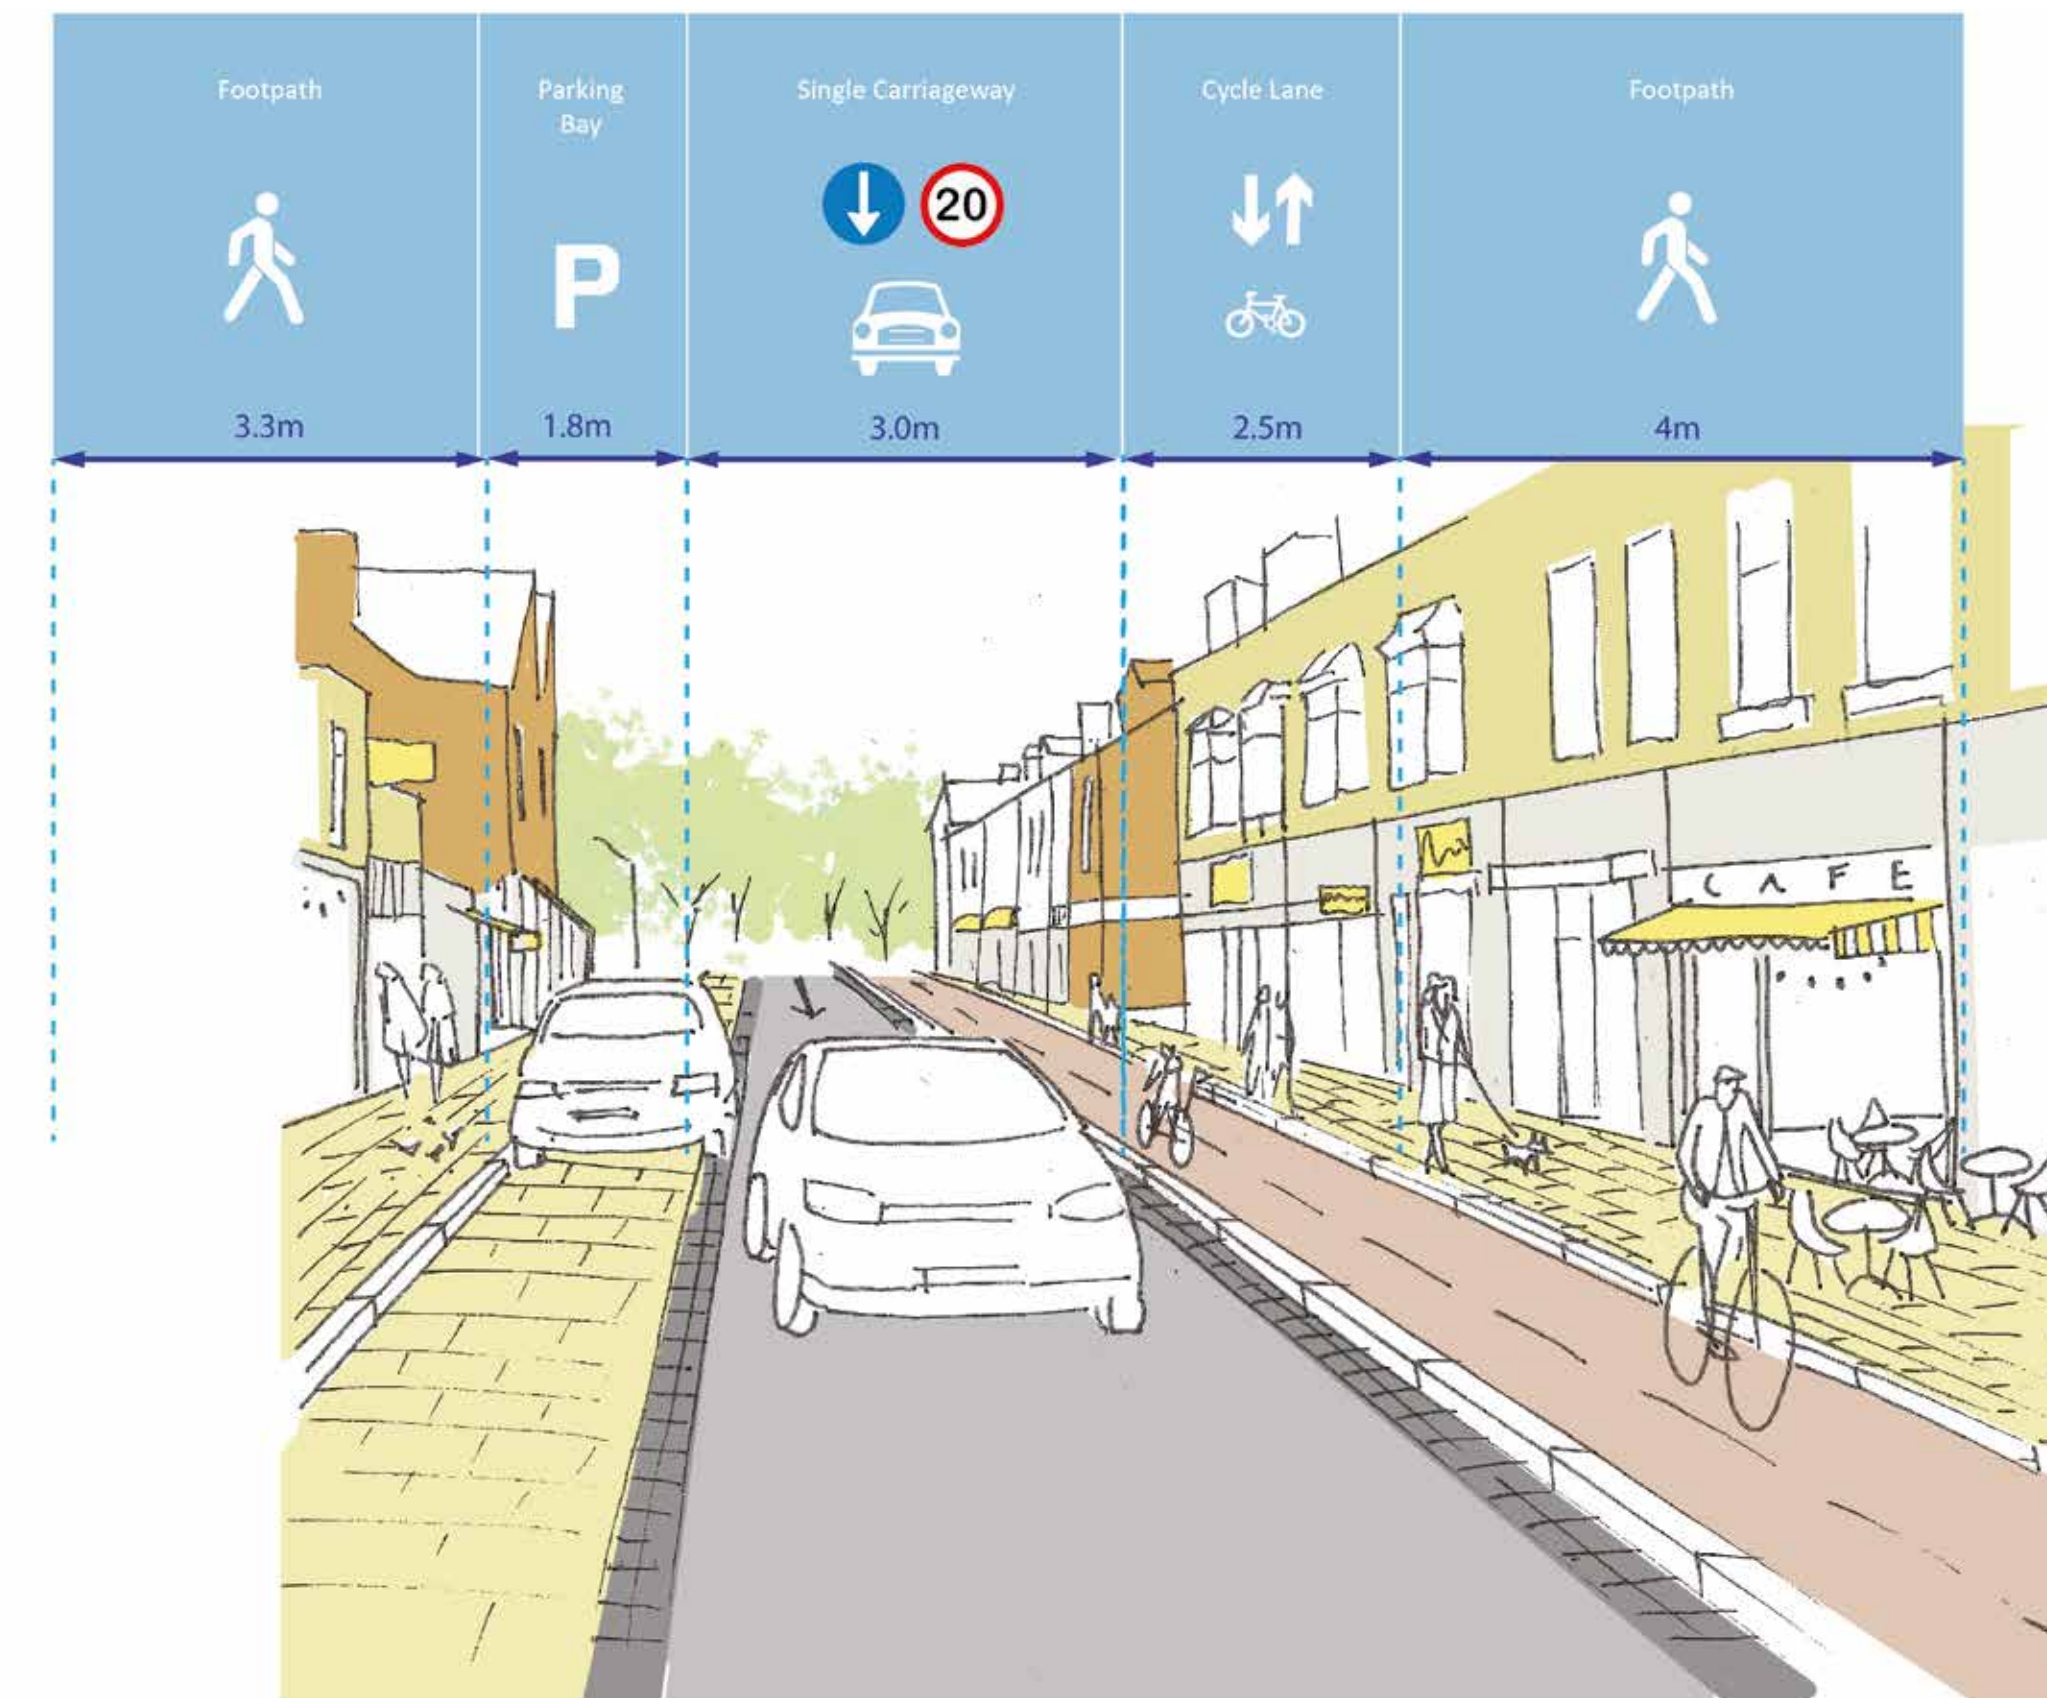 Footpath
Parking
Bay
Single Carriageway
Cycle Lane
Footpath
20
P
3.3m
1.8m
3.0m
2.5m
4m
CAFE